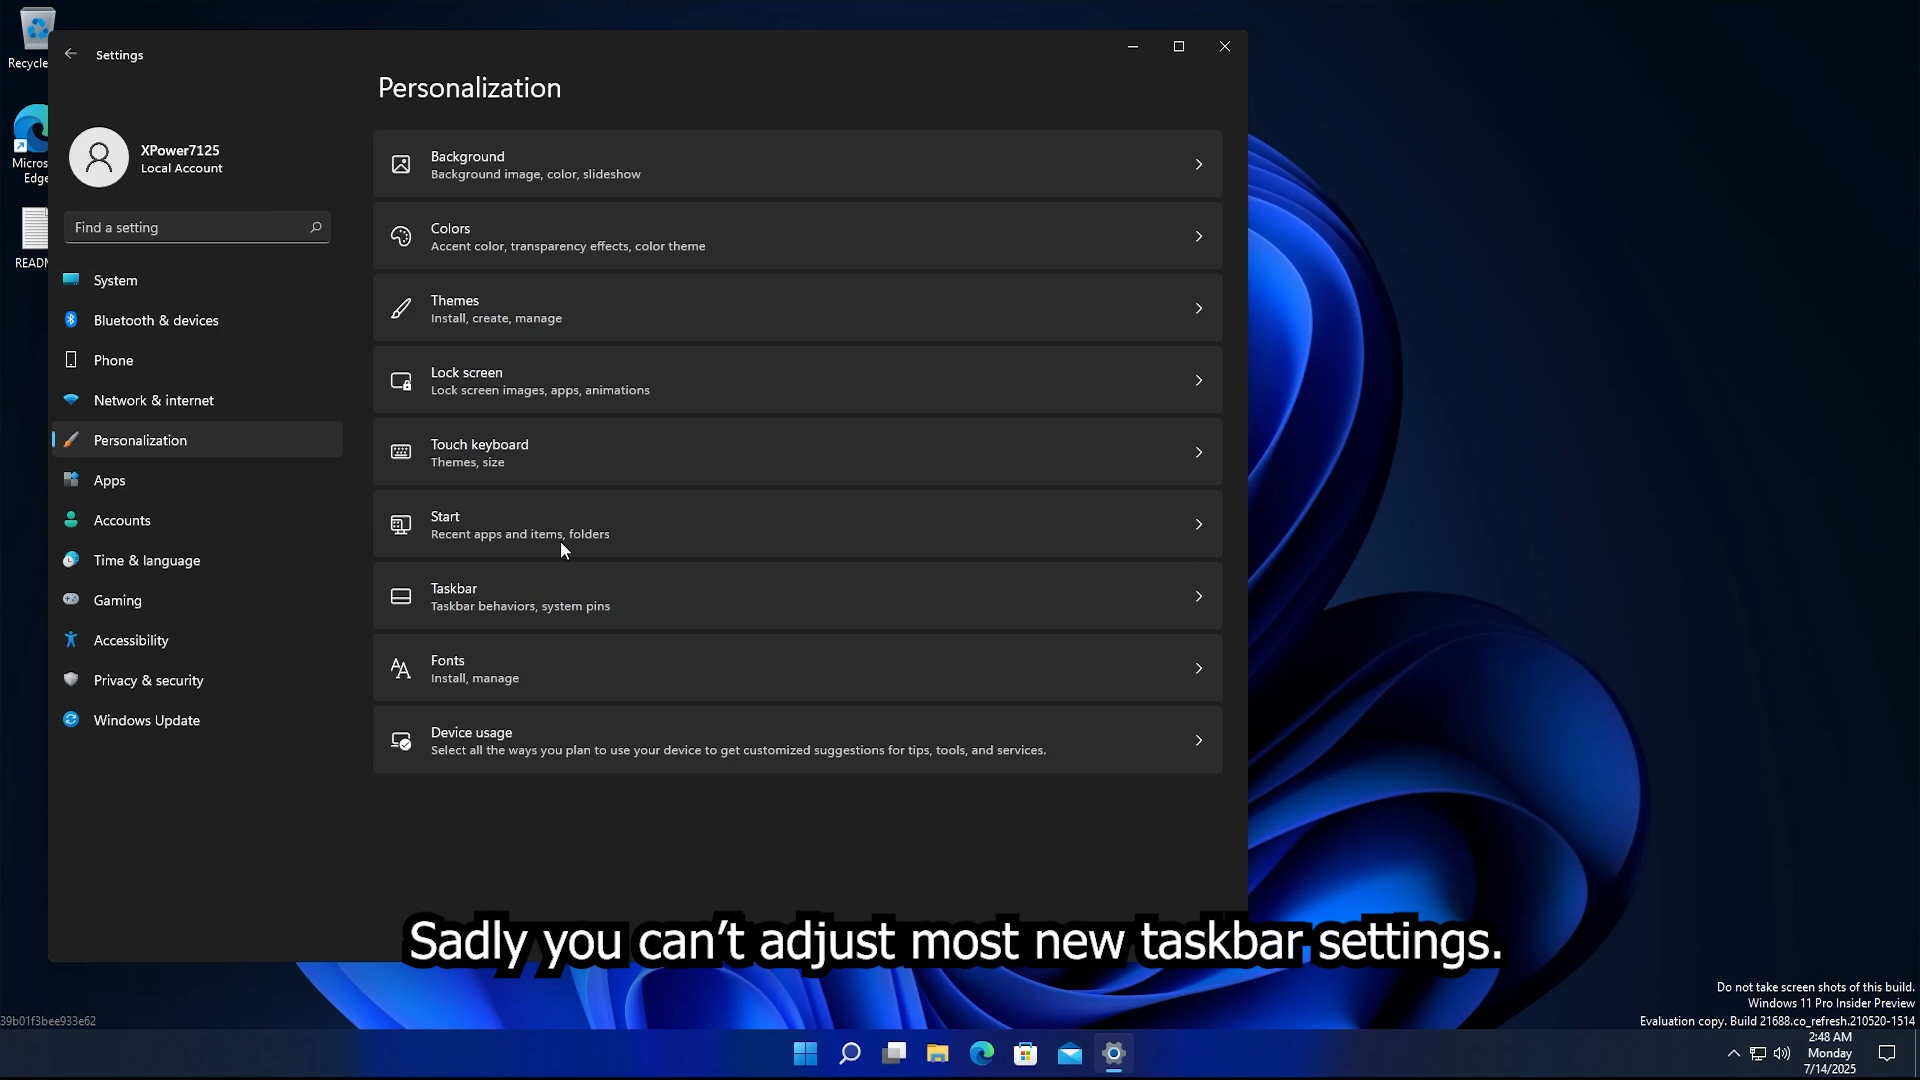 Recycle
Micros
Edge
READM
Settings
XPower7125
Local Account
Find a setting
System
Bluetooth & devices
Phone
Network & internet
Personalization
Apps
Accounts
Time & language
Gaming
Accessibility
Privacy & security
Windows Update
Personalization
Background
Background image, color, slideshow
Colors
Accent color, transparency effects, color theme
Themes
Install, create, manage
Lock screen
Lock screen images, apps, animations
Touch keyboard
Themes, size
Start
Recent apps and items, folders
Taskbar
Taskbar behaviors, system pins
Fonts
Install, manage
Device usage
Select all the ways you plan to use your device to get customized suggestions for tips, tools, and services.
Sadly you can’t adjust most new taskbar settings.
Do not take screen shots of this build.
Windows 11 Pro Insider Preview
Evaluation copy. Build 21688.co_refresh.210520-1514
39b01f3bee933e62
2:48 AM
Monday
7/14/2025